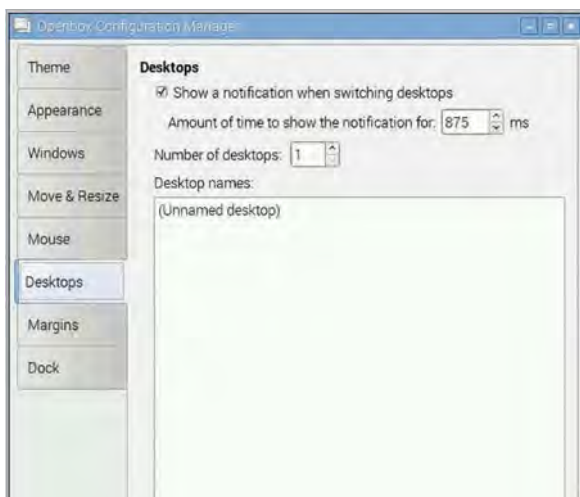 Openbox Configuration Manager
Theme
Appearance
Windows
Move & Resize
Mouse
Desktops
Margins
Dock
Desktops
Show a notification when switching desktops
Amount of time to show the notification for: 875 ms
Number of desktops: 1
Desktop names:
(Unnamed desktop)